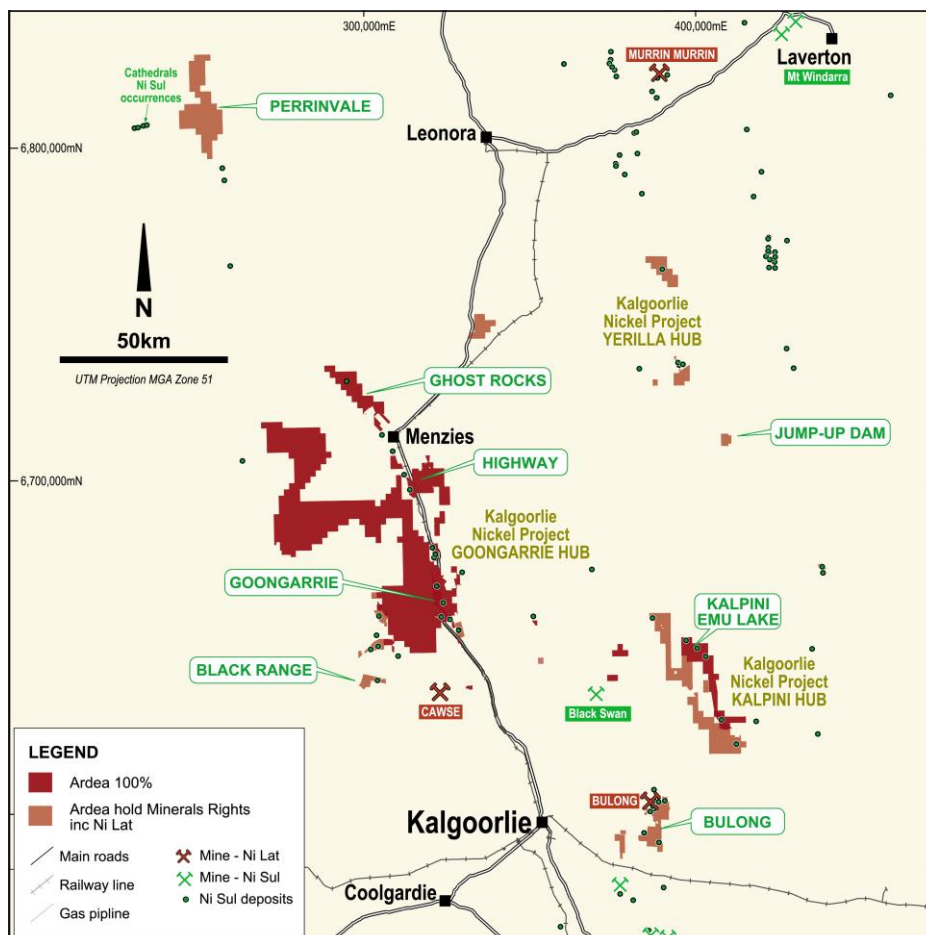 300,000mE
400,000mE
MURRIN MURRIN
Laverton
Mt Windarra
Cathedrals
Ni Sul
occurrences
PERRINVALE
Leonora
6,800,000mN
N
50km
UTM Projection MGA Zone 51
Kalgoorlie
Nickel Project
YERILLA HUB
GHOST ROCKS
Menzies
JUMP-UP DAM
HIGHWAY
6,700,000mN
Kalgoorlie
Nickel Project
GOONGARRIE HUB
GOONGARRIE
KALPINI
EMU LAKE
BLACK RANGE
Kalgoorlie
Nickel Project
KALPINI HUB
CAWSE
Black Swan
LEGEND
Ardea 100%
Ardea hold Minerals Rights
inc Ni Lat
Main roads
Railway line
Gas pipline
Mine - Ni Lat
Mine - Ni Sul
Ni Sul deposits
BULONG
Kalgoorlie
BULONG
Coolgardie